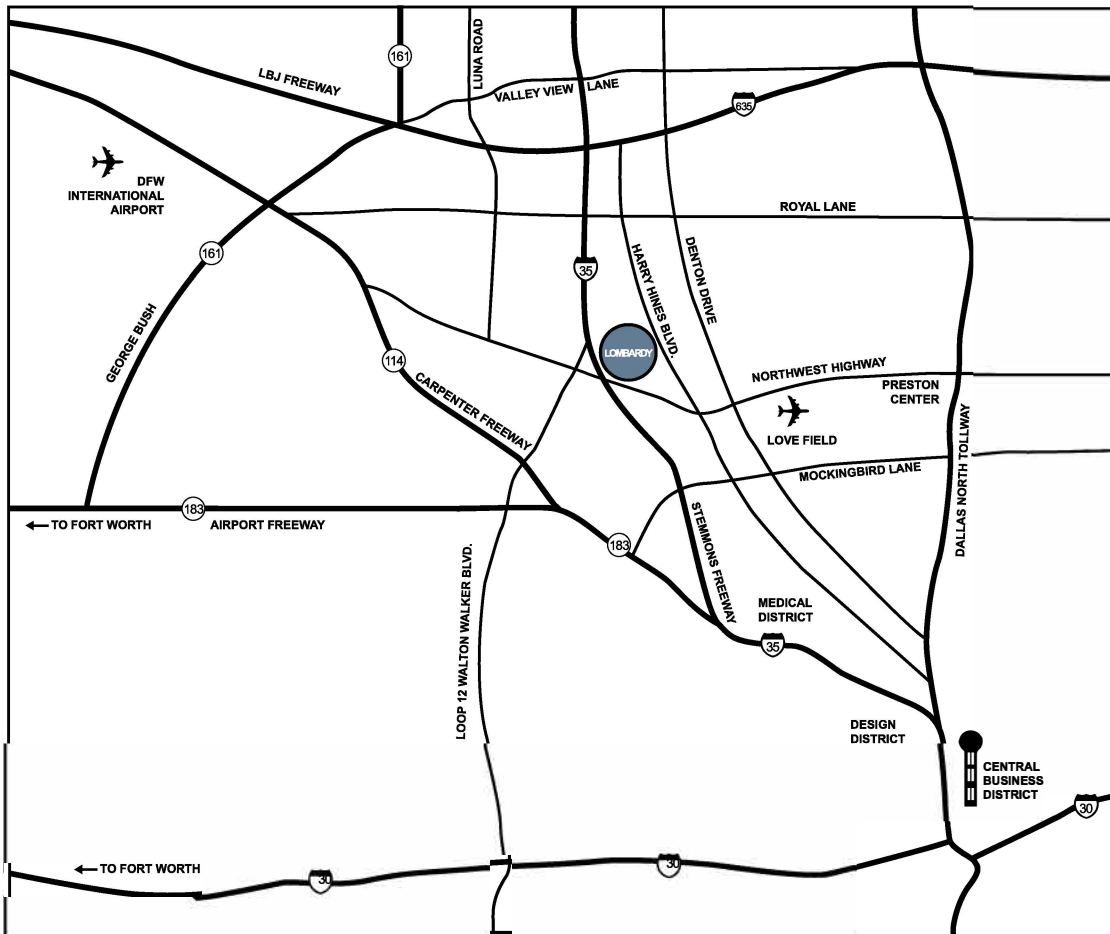 161
LUNA ROAD
LBJ FREEWAY
VALLEY VIEW LANE
635
DFW
INTERNATIONAL
AIRPORT
ROYAL LANE
161
35
HARRY HINES BLVD.
DENTON DRIVE
GEORGE BUSH
LOMBARDY
114
CARPENTER FREEWAY
NORTHWEST HIGHWAY
PRESTON
CENTER
LOVE FIELD
MOCKINGBIRD LANE
DALLAS NORTH TOLLWAY
183
TO FORT WORTH
AIRPORT FREEWAY
183
STEMMONS FREEWAY
LOOP 12 WALTON WALKER BLVD.
MEDICAL
DISTRICT
35
DESIGN
DISTRICT
CENTRAL
BUSINESS
DISTRICT
30
TO FORT WORTH
30
30